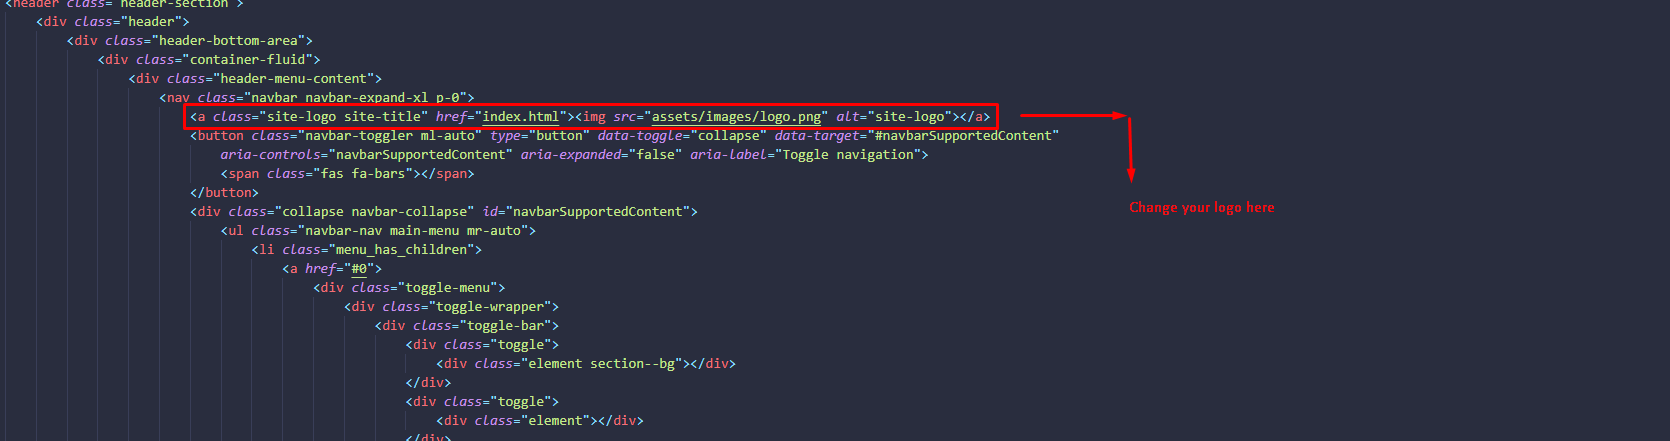 <header class="header-section">
<div class="header">
<div class="header-bottom-area">
<div class="container-fluid">
<div class="header-menu-content">
<nav class="navbar navbar-expand-xl p-0">
<a class="site-logo site-title" href="index.html"><img src="assets/images/logo.png" alt="site-logo"></a>
<button class="navbar-toggler ml-auto" type="button" data-toggle="collapse" data-target="#navbarSupportedContent"
aria-controls="navbarSupportedContent" aria-expanded="false" aria-label="Toggle navigation">
<span class="fas fa-bars"></span>
</button>
Change your logo here
<div class="collapse navbar-collapse" id="navbarSupportedContent">
<ul class="navbar-nav main-menu mr-auto">
<li class="menu_has_children">
<a href="#0">
<div class="toggle-menu">
<div class="toggle-wrapper">
<div class="toggle-bar">
<div class="toggle">
<div class="element section--bg"></div>
</div>
<div class="toggle">
<div class="element"></div>
</div>